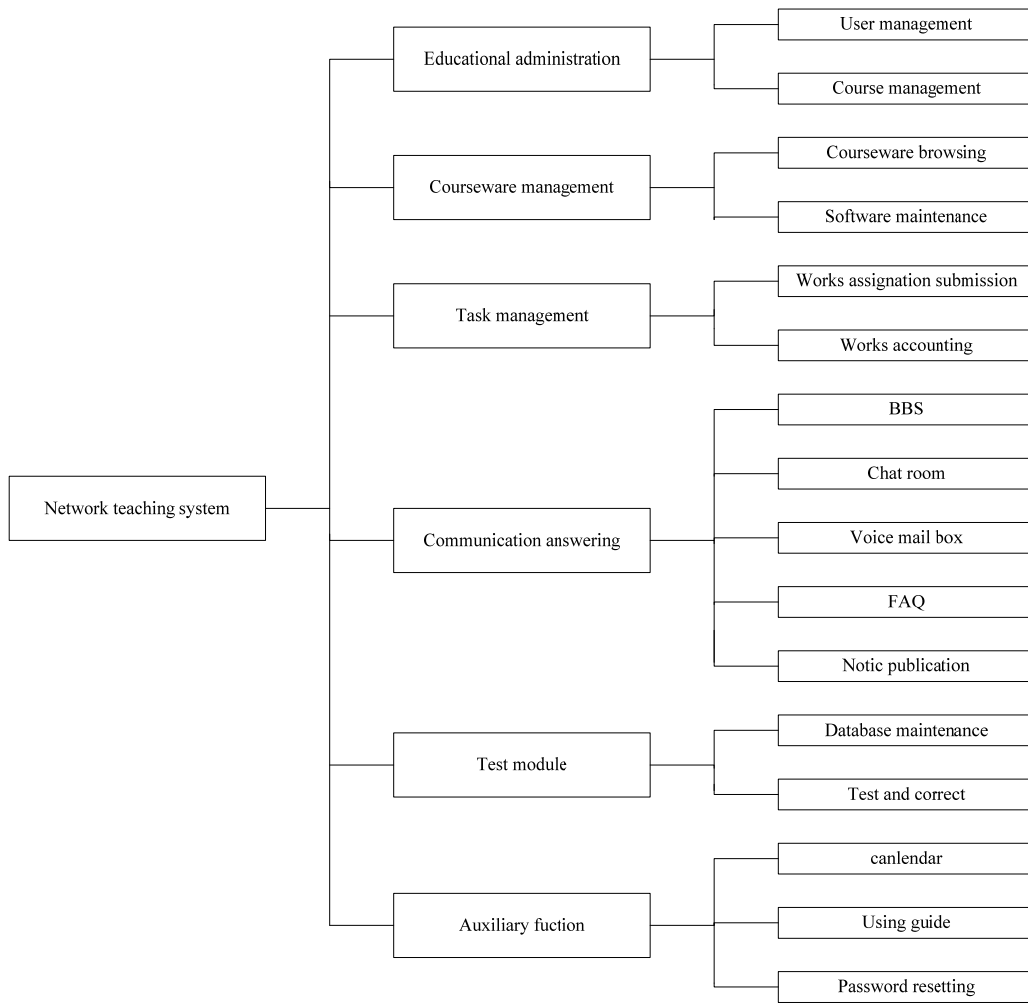 Network teaching system
Educational administration
User management
Course management
Courseware management
Courseware browsing
Software maintenance
Task management
Works assignation submission
Works accounting
Communication answering
BBS
Chat room
Voice mail box
FAQ
Notic publication
Test module
Database maintenance
Test and correct
Auxiliary fuction
canlendar
Using guide
Password resetting